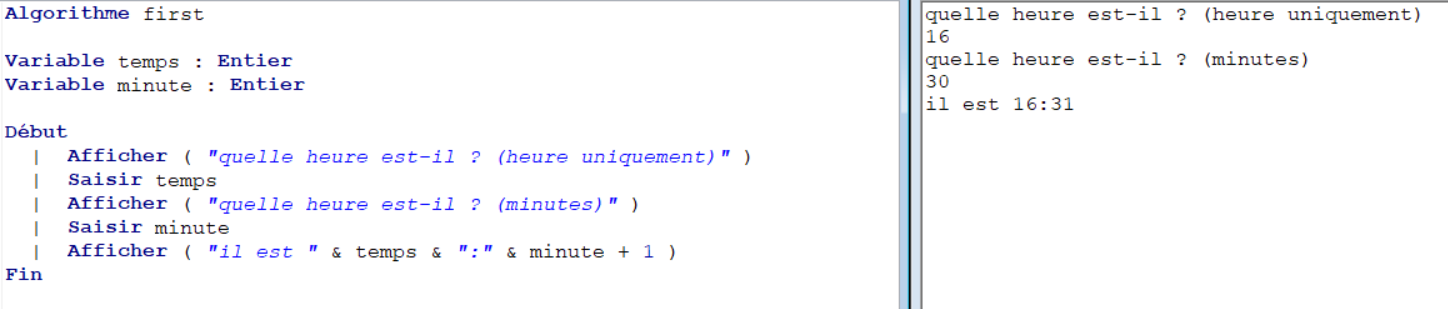 Algorithme first
Variable temps : Entier
Variable minute : Entier
Début
| Afficher ( "quelle heure est-il ? (heure uniquement)" )
| Saisir temps
| Afficher ( "quelle heure est-il ? (minutes)" )
| Saisir minute
| Afficher ( "il est " & temps & ":" & minute + 1 )
Fin
quelle heure est-il ? (heure uniquement)
16
quelle heure est-il ? (minutes)
30
il est 16:31